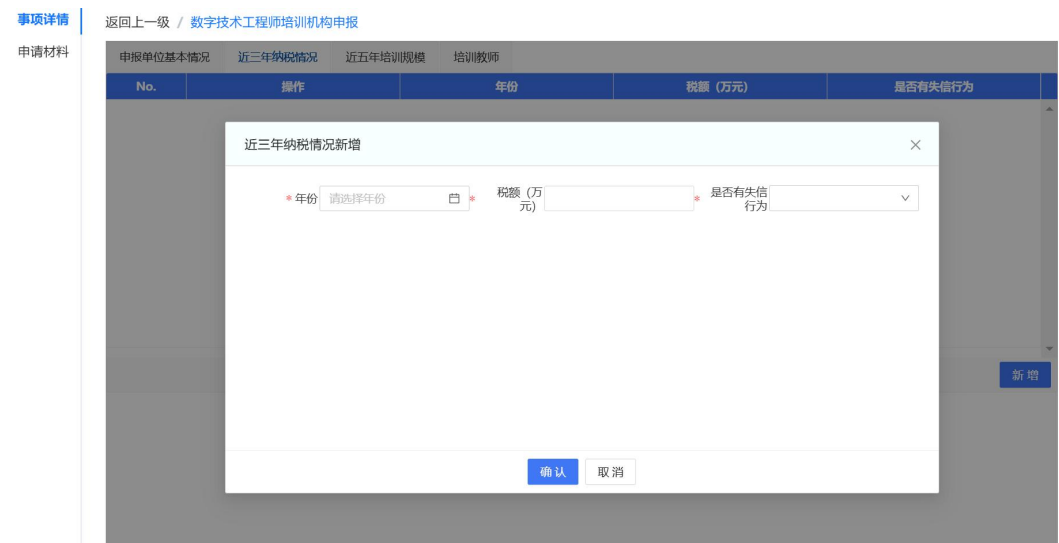 事项详情
返回上一级 / 数字技术工程师培训机构申报
申请材料
申报单位基本情况 近三年纳税情况 近五年培训规模 培训教师
No. 操作 年份 税额（万元） 是否有失信行为
近三年纳税情况新增
* 年份 请选择年份
* 税额（万
元)
* 是否有失信
行为
新增
确认 取消